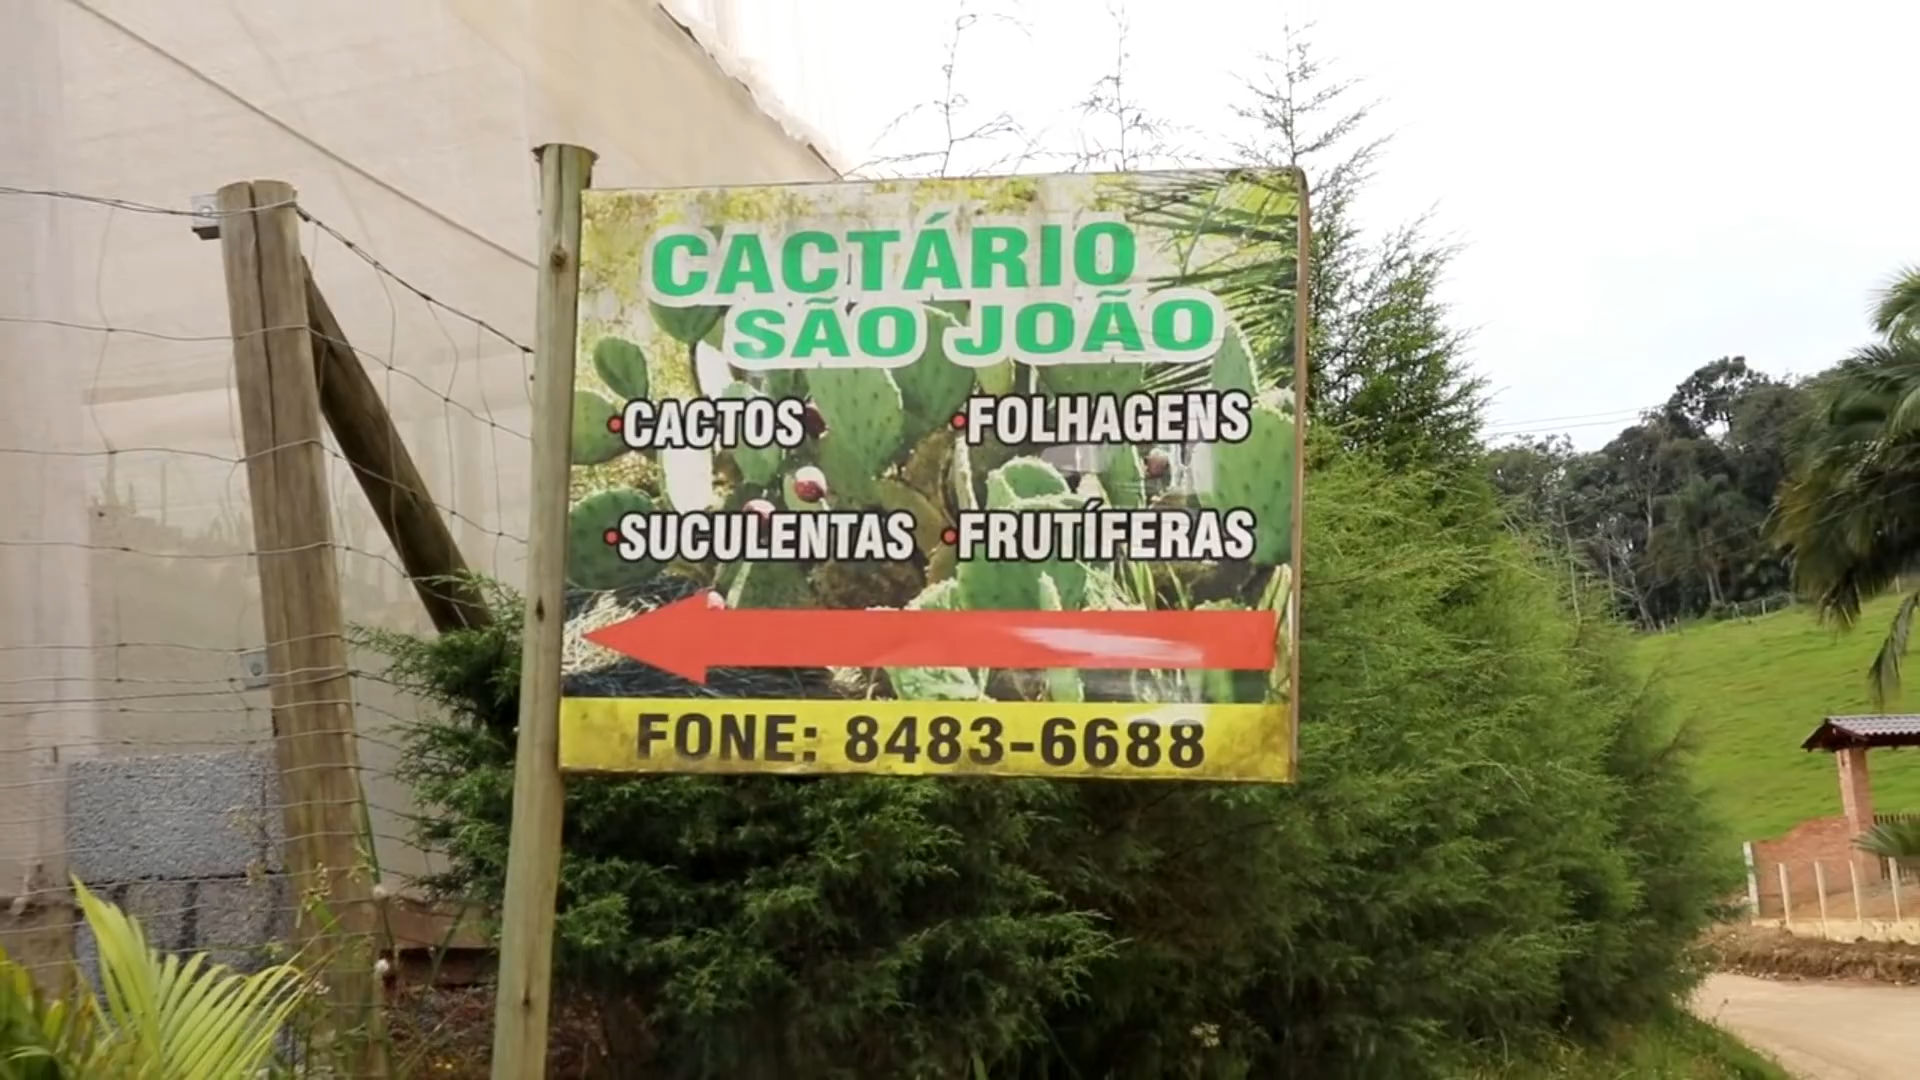 CACTÁRIO
SÃO JOÃO
•CACTOS •FOLHAGENS
•SUCULENTAS •FRUTÍFERAS
FONE: 8483-6688